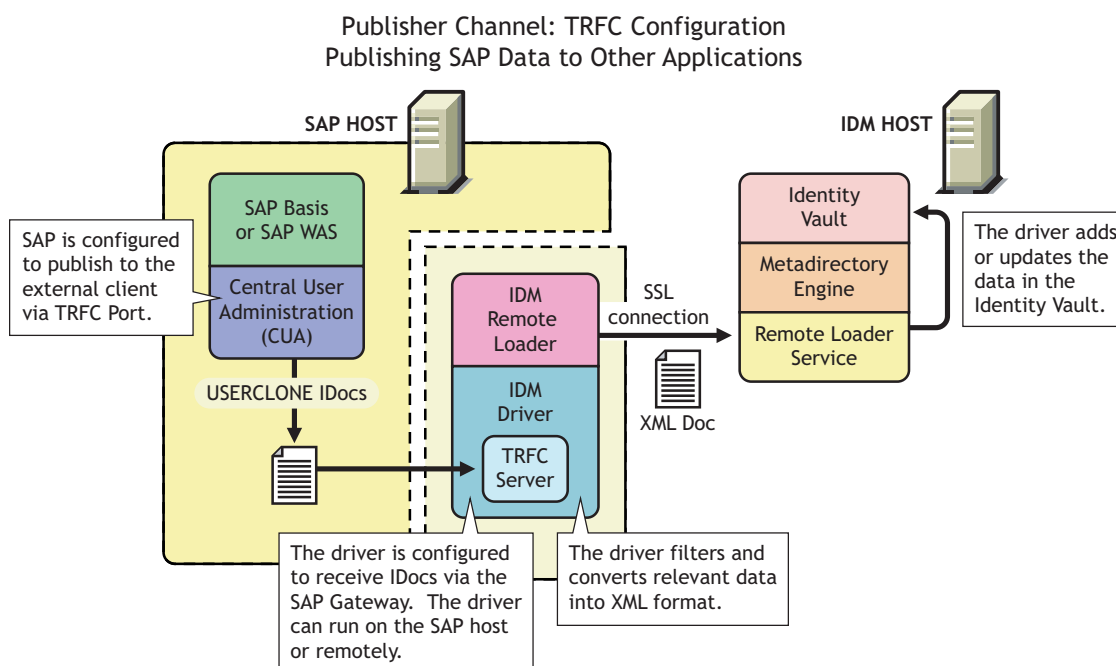 Publisher Channel: TRFC Configuration
Publishing SAP Data to Other Applications
SAP HOST
IDM HOST
SAP Basis
or SAP WAS
Central User
Administration
(CUA)
SAP is configured
to publish to the
external client
via TRFC Port.
USERCLONE IDocs
IDM
Remote
Loader
IDM
Driver
TRFC
Server
SSL
connection
XML Doc
Identity
Vault
Metadirectory
Engine
Remote Loader
Service
The driver adds
or updates the
data in the
Identity Vault.
The driver is configured
to receive IDocs via the
SAP Gateway. The driver
can run on the SAP host
or remotely.
The driver filters and
converts relevant data
into XML format.